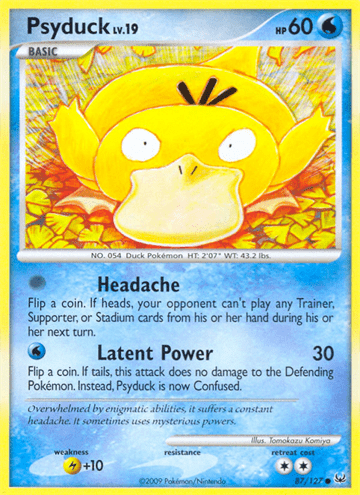 Psyduck LV.19 HP 60
BASIC
NO. 054 Duck Pokémon HT: 2'07" WT: 43.2 lbs.
Headache
Flip a coin. If heads, your opponent can't play any Trainer,
Supporter, or Stadium cards from his or her hand during his or
her next turn.
Latent Power 30
Flip a coin. If tails, this attack does no damage to the Defending
Pokémon. Instead, Psyduck is now Confused.
Overwhelmed by enigmatic abilities, it suffers a constant
headache. It sometimes uses mysterious powers.
Illus. Tomokazu Komiya
weakness resistance retreat cost
+10
©2009 Pokémon/Nintendo 87/127